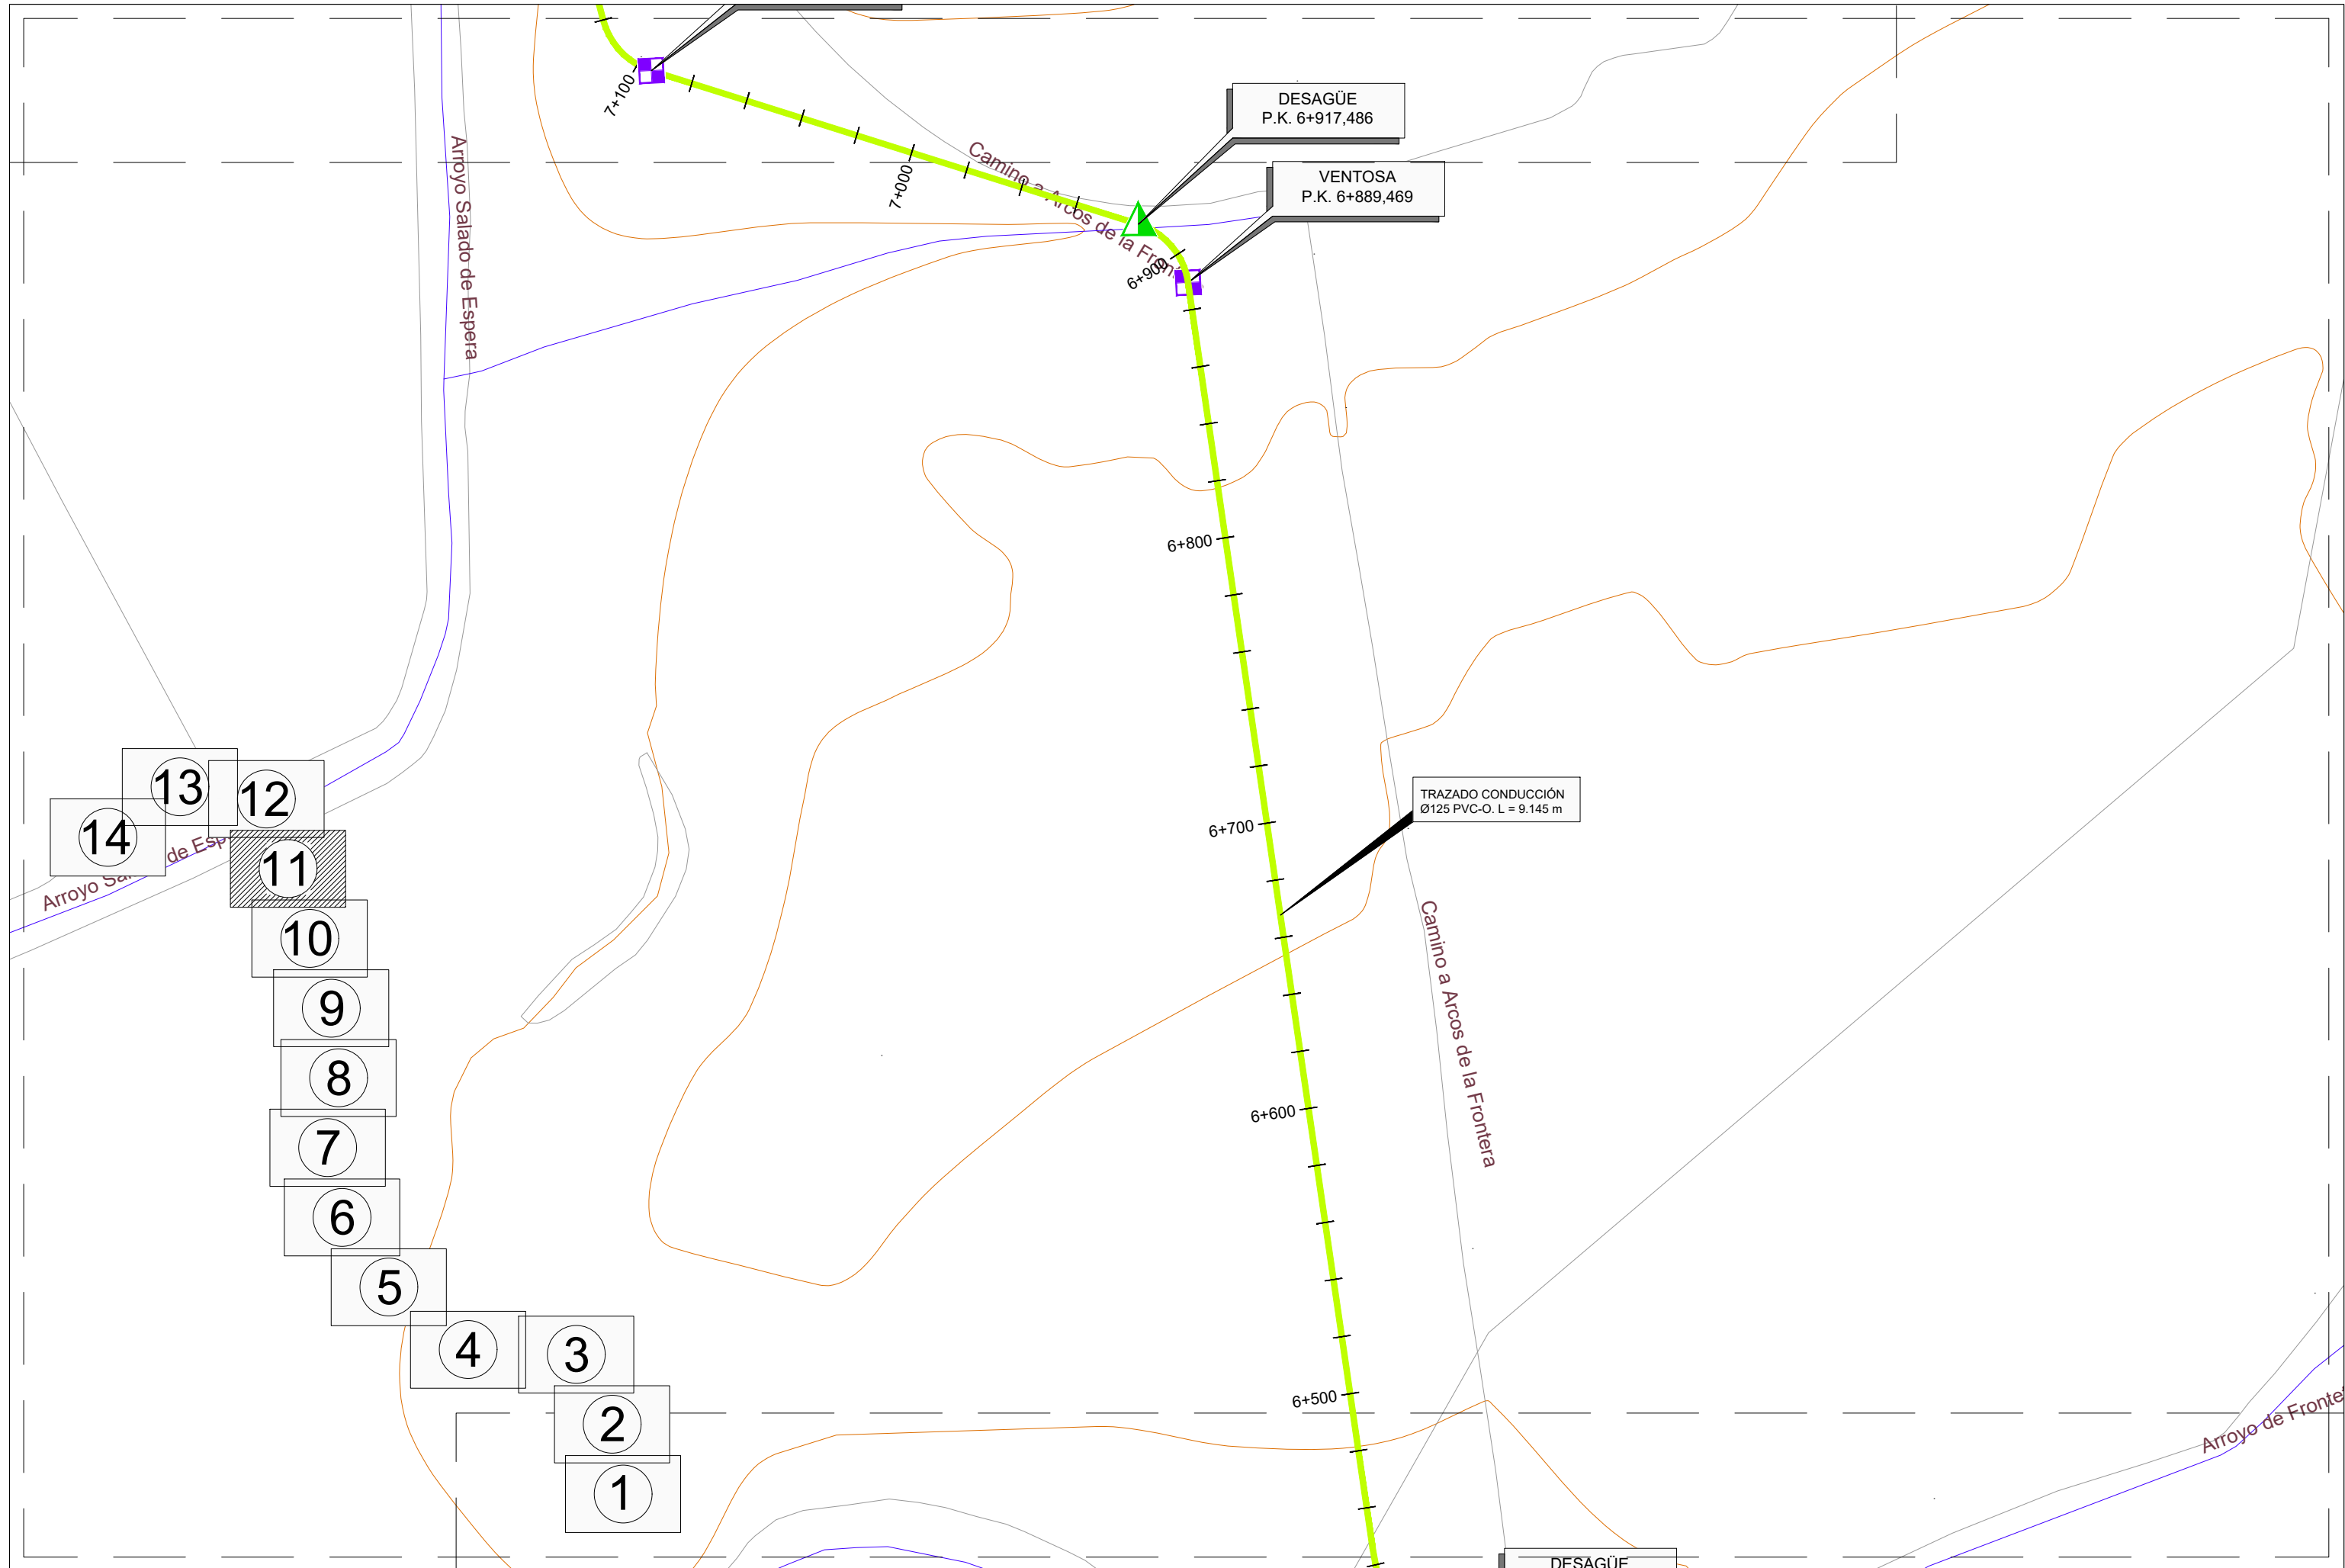 7+100
DESAGÜE
P.K. 6+917,486
Camino a Arcos de la
7+000
VENTOSA
P.K. 6+889,469
Arroyo Salado de Espera
6+900
6+800
TRAZADO CONDUCCIÓN
Ø125 PVC-O. L = 9.145 m
6+700
13
12
14
11
Arroyo
de
10
Camino a Arcos de la Frontera
9
8
7
6+600
6
5
4
3
6+500
2
Arroyo de
1
DESAGÜE